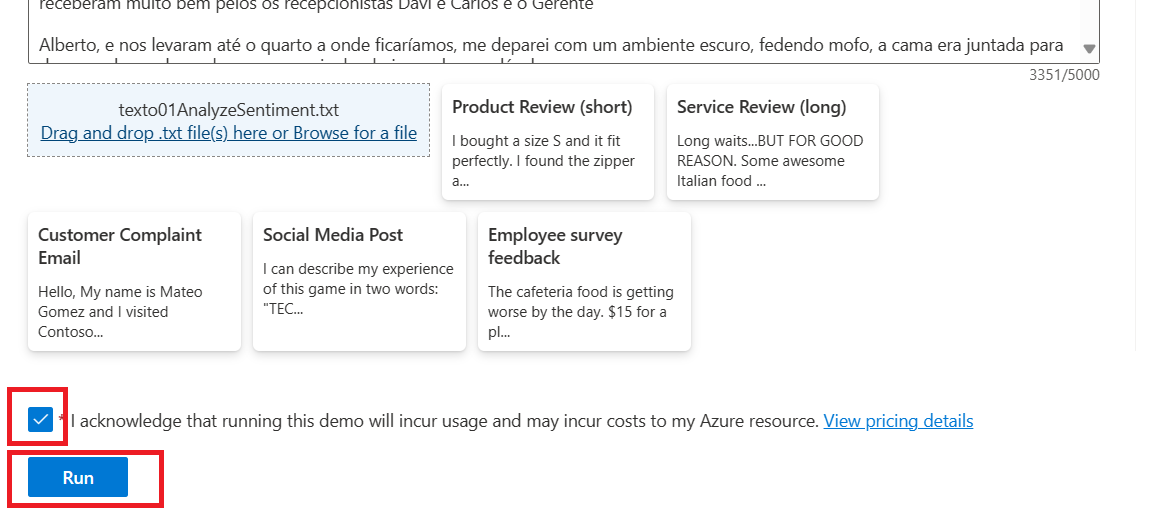 receberam muito bem pelos os recepcionistas Davi e Carlos e o Gerente
Alberto, e nos levaram até o quarto a onde ficaríamos, me deparei com um ambiente escuro, fedendo mofo, a cama era juntada para
3351/5000
texto01AnalyzeSentiment.txt
Drag and drop .txt file(s) here or Browse for a file
Product Review (short)
I bought a size S and it fit
perfectly. I found the zipper
a...
Service Review (long)
Long waits...BUT FOR GOOD
REASON. Some awesome
Italian food ...
Customer Complaint
Email
Hello, My name is Mateo
Gomez and I visited
Contoso...
Social Media Post
I can describe my experience
of this game in two words:
"TEC...
Employee survey
feedback
The cafeteria food is getting
worse by the day. $15 for a
pl...
* I acknowledge that running this demo will incur usage and may incur costs to my Azure resource. View pricing details
Run